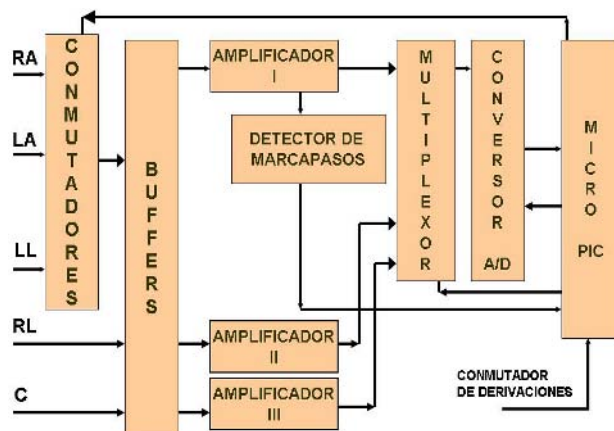 RA
LA
LL
RL
C
CONMUTADORES
BUFFERS
AMPLIFICADOR
I
DETECTOR DE
MARCAPASOS
AMPLIFICADOR
II
AMPLIFICADOR
III
MULTIPLEXOR
CONVERSOR
A/D
MICRO
PIC
CONMUTADOR
DE DERIVACIONES